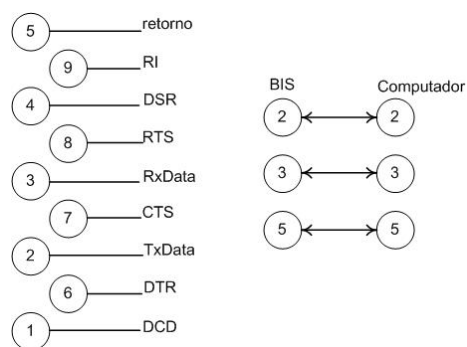 5 retorno
9 RI
4 DSR
8 RTS
3 RxData
7 CTS
2 TxData
6 DTR
1 DCD
BIS Computador
2 2
3 3
5 5